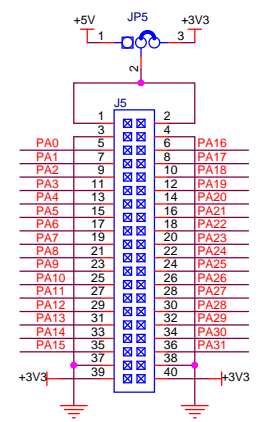 JP5
+5V +3V3
1 3
2
J5
1 2
3 4
PA0 5 6 PA16
PA1 7 8 PA17
PA2 9 10 PA18
PA3 11 12 PA19
PA4 13 14 PA20
PA5 15 16 PA21
PA6 17 18 PA22
PA7 19 20 PA23
PA8 21 22 PA24
PA9 23 24 PA25
PA10 25 26 PA26
PA11 27 28 PA27
PA12 29 30 PA28
PA13 31 32 PA29
PA14 33 34 PA30
PA15 35 36 PA31
37 38
+3V3 39 40 +3V3